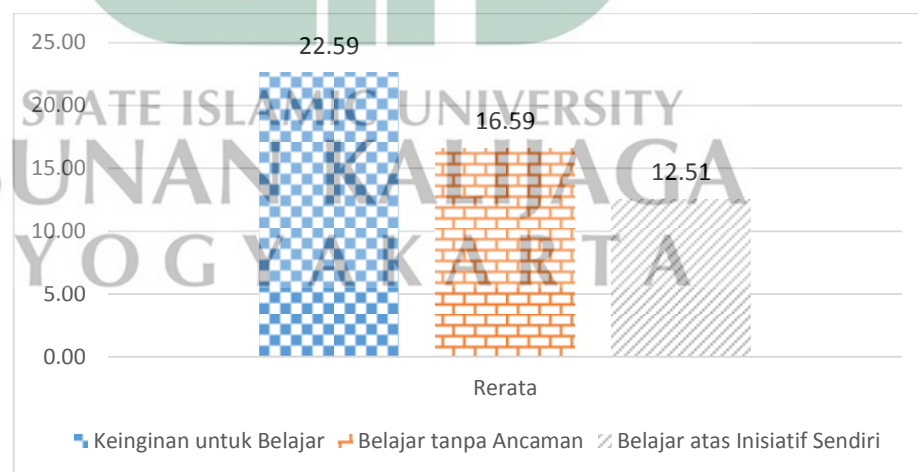 25.00
22.59
20.00
STATE ISLAMIC UNIVERSITY
16.59
15.00
SUNAN KALIJAGA
12.51
10.00
YOGYAKARTA
5.00
0.00
Rerata
Keinginan untuk Belajar Belajar tanpa Ancaman Belajar atas Inisiatif Sendiri